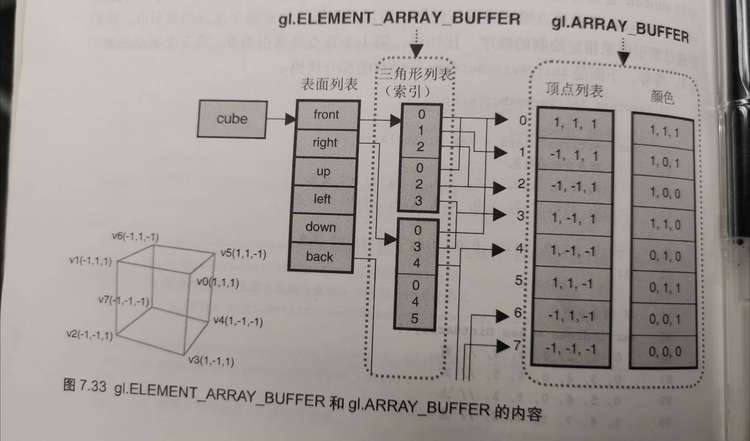 gl.ELEMENT_ARRAY_BUFFER
gl.ARRAY_BUFFER
表面列表
三角形列表
(索引)
顶点列表
颜色
cube
front
right
up
left
down
back
0
1
2
0
2
3
0
3
4
0
4
5
0 1, 1, 1 1, 1, 1
1 -1, 1, 1 1, 0, 1
2 -1, -1, 1 1, 0, 0
3 1, -1, 1 1, 1, 0
4 1, -1, -1 0, 1, 0
5 1, 1, -1 0, 1, 1
6 -1, 1, -1 0, 0, 1
7 -1, -1, -1 0, 0, 0
v6(-1,1,-1)
v5(1,1,-1)
v1(-1,1,1)
v0(1,1,1)
v7(-1,-1,-1)
v4(1,-1,-1)
v2(-1,-1,1)
v3(1,-1,1)
图 7.33 gl.ELEMENT_ARRAY_BUFFER 和 gl.ARRAY_BUFFER 的内容